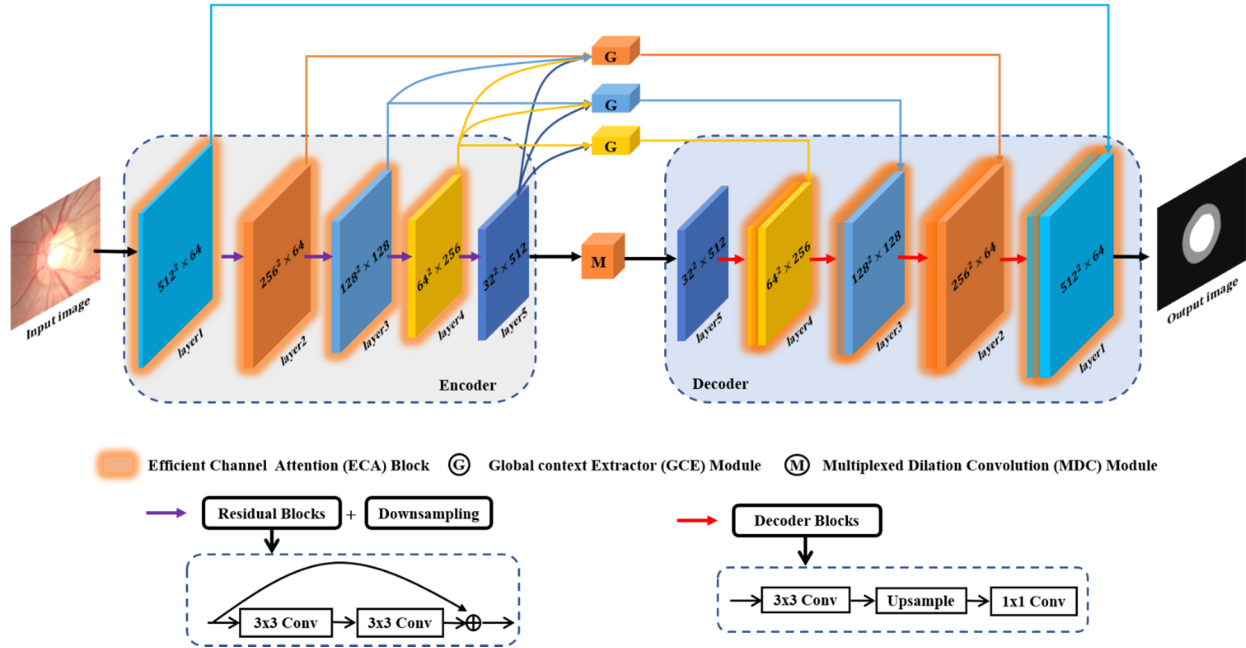 G
G
G
Input image
512² × 64
layer1
256² × 64
layer2
128² × 128
layer3
64² × 256
layer4
32² × 512
layer5
Encoder
M
32² × 512
layer5
64² × 256
layer4
128² × 128
layer3
256² × 64
layer2
512² × 64
layer1
Decoder
Output image
Efficient Channel Attention (ECA) Block
G Global context Extractor (GCE) Module
M Multiplexed Dilation Convolution (MDC) Module
Residual Blocks + Downsampling
3x3 Conv
3x3 Conv
Decoder Blocks
3x3 Conv
Upsample
1x1 Conv